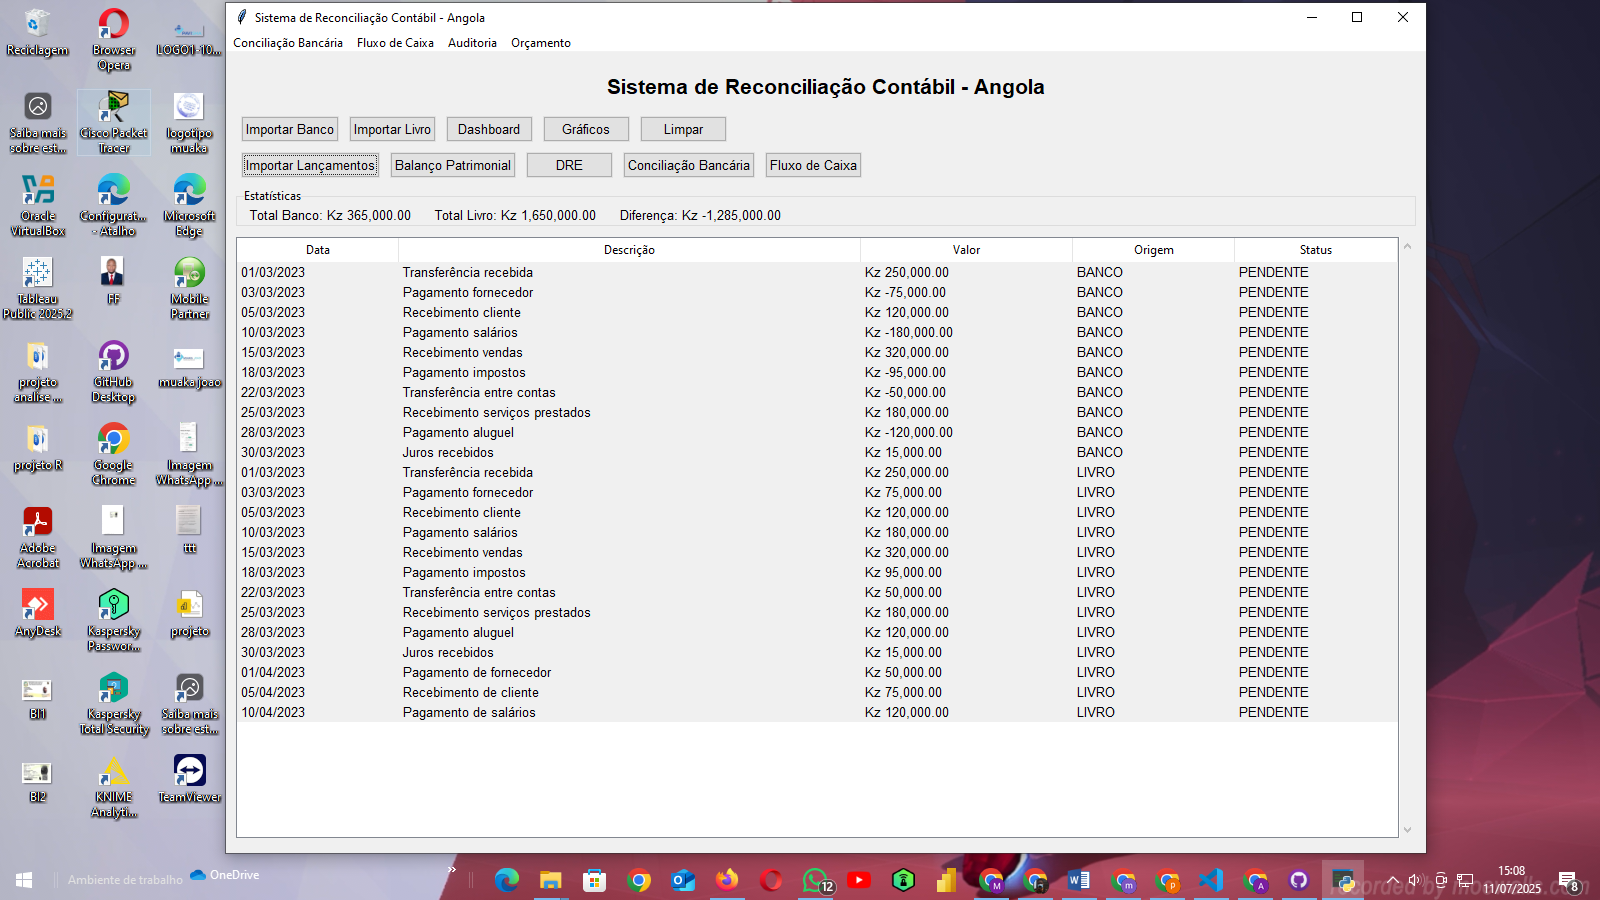 Sistema de Reconciliação Contábil - Angola
Conciliação Bancária Fluxo de Caixa Auditoria Orçamento
Sistema de Reconciliação Contábil - Angola
Importar Banco Importar Livro Dashboard Gráficos Limpar
Importar Lançamentos Balanço Patrimonial DRE Conciliação Bancária Fluxo de Caixa
Estatísticas
Total Banco: Kz 365,000.00 Total Livro: Kz 1,650,000.00 Diferença: Kz -1,285,000.00
Data Descrição Valor Origem Status
01/03/2023 Transferência recebida Kz 250,000.00 BANCO PENDENTE
03/03/2023 Pagamento fornecedor Kz -75,000.00 BANCO PENDENTE
05/03/2023 Recebimento cliente Kz 120,000.00 BANCO PENDENTE
10/03/2023 Pagamento salários Kz -180,000.00 BANCO PENDENTE
15/03/2023 Recebimento vendas Kz 320,000.00 BANCO PENDENTE
18/03/2023 Pagamento impostos Kz -95,000.00 BANCO PENDENTE
22/03/2023 Transferência entre contas Kz -50,000.00 BANCO PENDENTE
25/03/2023 Recebimento serviços prestados Kz 180,000.00 BANCO PENDENTE
28/03/2023 Pagamento aluguel Kz -120,000.00 BANCO PENDENTE
30/03/2023 Juros recebidos Kz 15,000.00 BANCO PENDENTE
01/03/2023 Transferência recebida Kz 250,000.00 LIVRO PENDENTE
03/03/2023 Pagamento fornecedor Kz 75,000.00 LIVRO PENDENTE
05/03/2023 Recebimento cliente Kz 120,000.00 LIVRO PENDENTE
10/03/2023 Pagamento salários Kz 180,000.00 LIVRO PENDENTE
15/03/2023 Recebimento vendas Kz 320,000.00 LIVRO PENDENTE
18/03/2023 Pagamento impostos Kz 95,000.00 LIVRO PENDENTE
22/03/2023 Transferência entre contas Kz 50,000.00 LIVRO PENDENTE
25/03/2023 Recebimento serviços prestados Kz 180,000.00 LIVRO PENDENTE
28/03/2023 Pagamento aluguel Kz 120,000.00 LIVRO PENDENTE
30/03/2023 Juros recebidos Kz 15,000.00 LIVRO PENDENTE
01/04/2023 Pagamento de fornecedor Kz 50,000.00 LIVRO PENDENTE
05/04/2023 Recebimento de cliente Kz 75,000.00 LIVRO PENDENTE
10/04/2023 Pagamento de salários Kz 120,000.00 LIVRO PENDENTE
Reciclagem
Browser
Opera
LOGO1-10...
Saiba mais
sobre est...
Cisco Packet
Tracer
logotipo
muaka
Oracle
VirtualBox
Configurat...
- Atalho
Microsoft
Edge
Tableau
Public 2025.2
FF
Mobile
Partner
projeto
analise ...
GitHub
Desktop
muaka joao
projeto R
Google
Chrome
Imagem
WhatsApp ...
Adobe
Acrobat
Imagem
WhatsApp ...
ttt
AnyDesk
Kaspersky
Passwor...
projeto
BI1
Kaspersky
Total Security
Saiba mais
sobre est...
BI2
KNIME
Analyti...
TeamViewer
Ambiente de trabalho
OneDrive
12
15:08
11/07/2025
8
recorded by